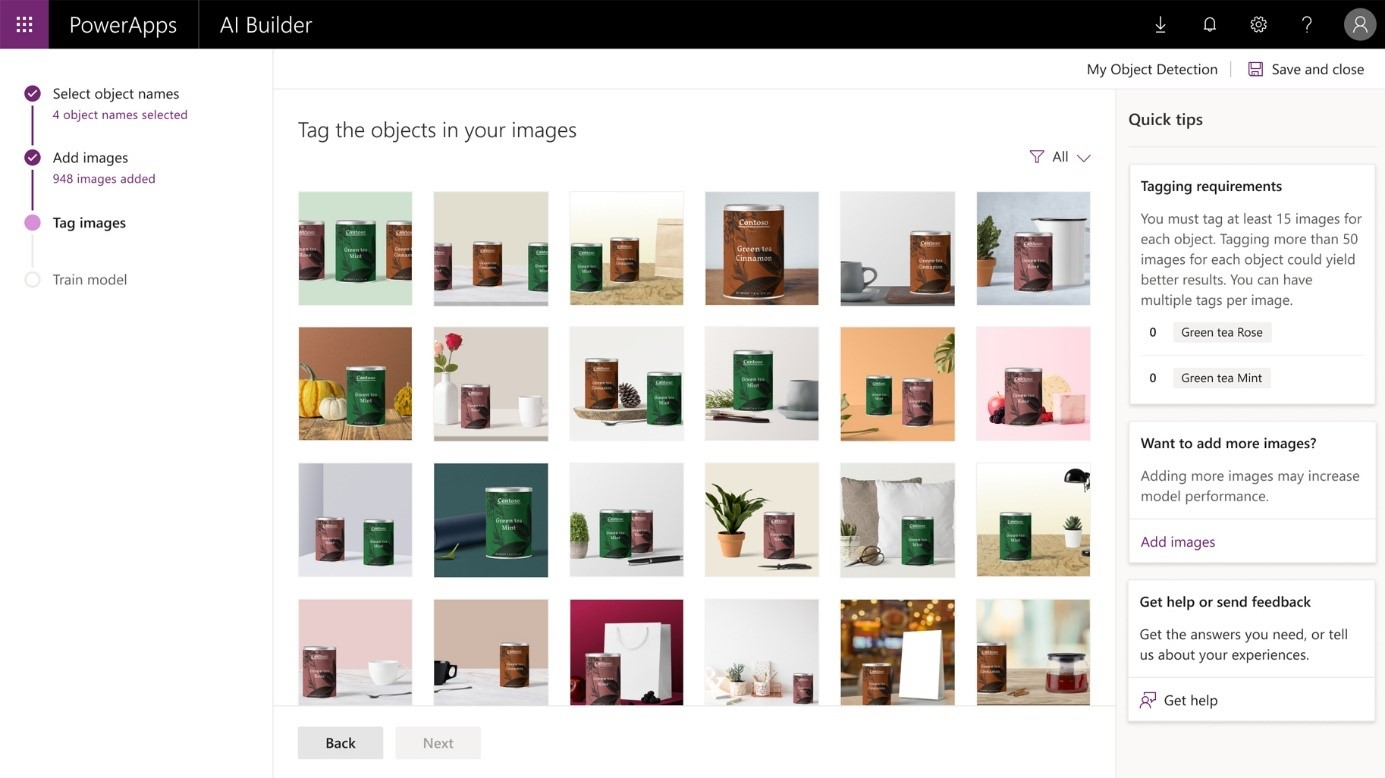 PowerApps
AI Builder
My Object Detection
Save and close
Select object names
4 object names selected
Add images
948 images added
Tag images
Train model
Tag the objects in your images
All
Contoso
Green tea
Mint
Contoso
Green tea
Cinnamon
Contoso
Green tea
Mint
Contoso
Green tea
Mint
Back
Next
Quick tips
Tagging requirements
You must tag at least 15 images for
each object. Tagging more than 50
images for each object could yield
better results. You can have
multiple tags per image.
0 Green tea Rose
0 Green tea Mint
Want to add more images?
Adding more images may increase
model performance.
Add images
Get help or send feedback
Get the answers you need, or tell
us about your experiences.
Get help